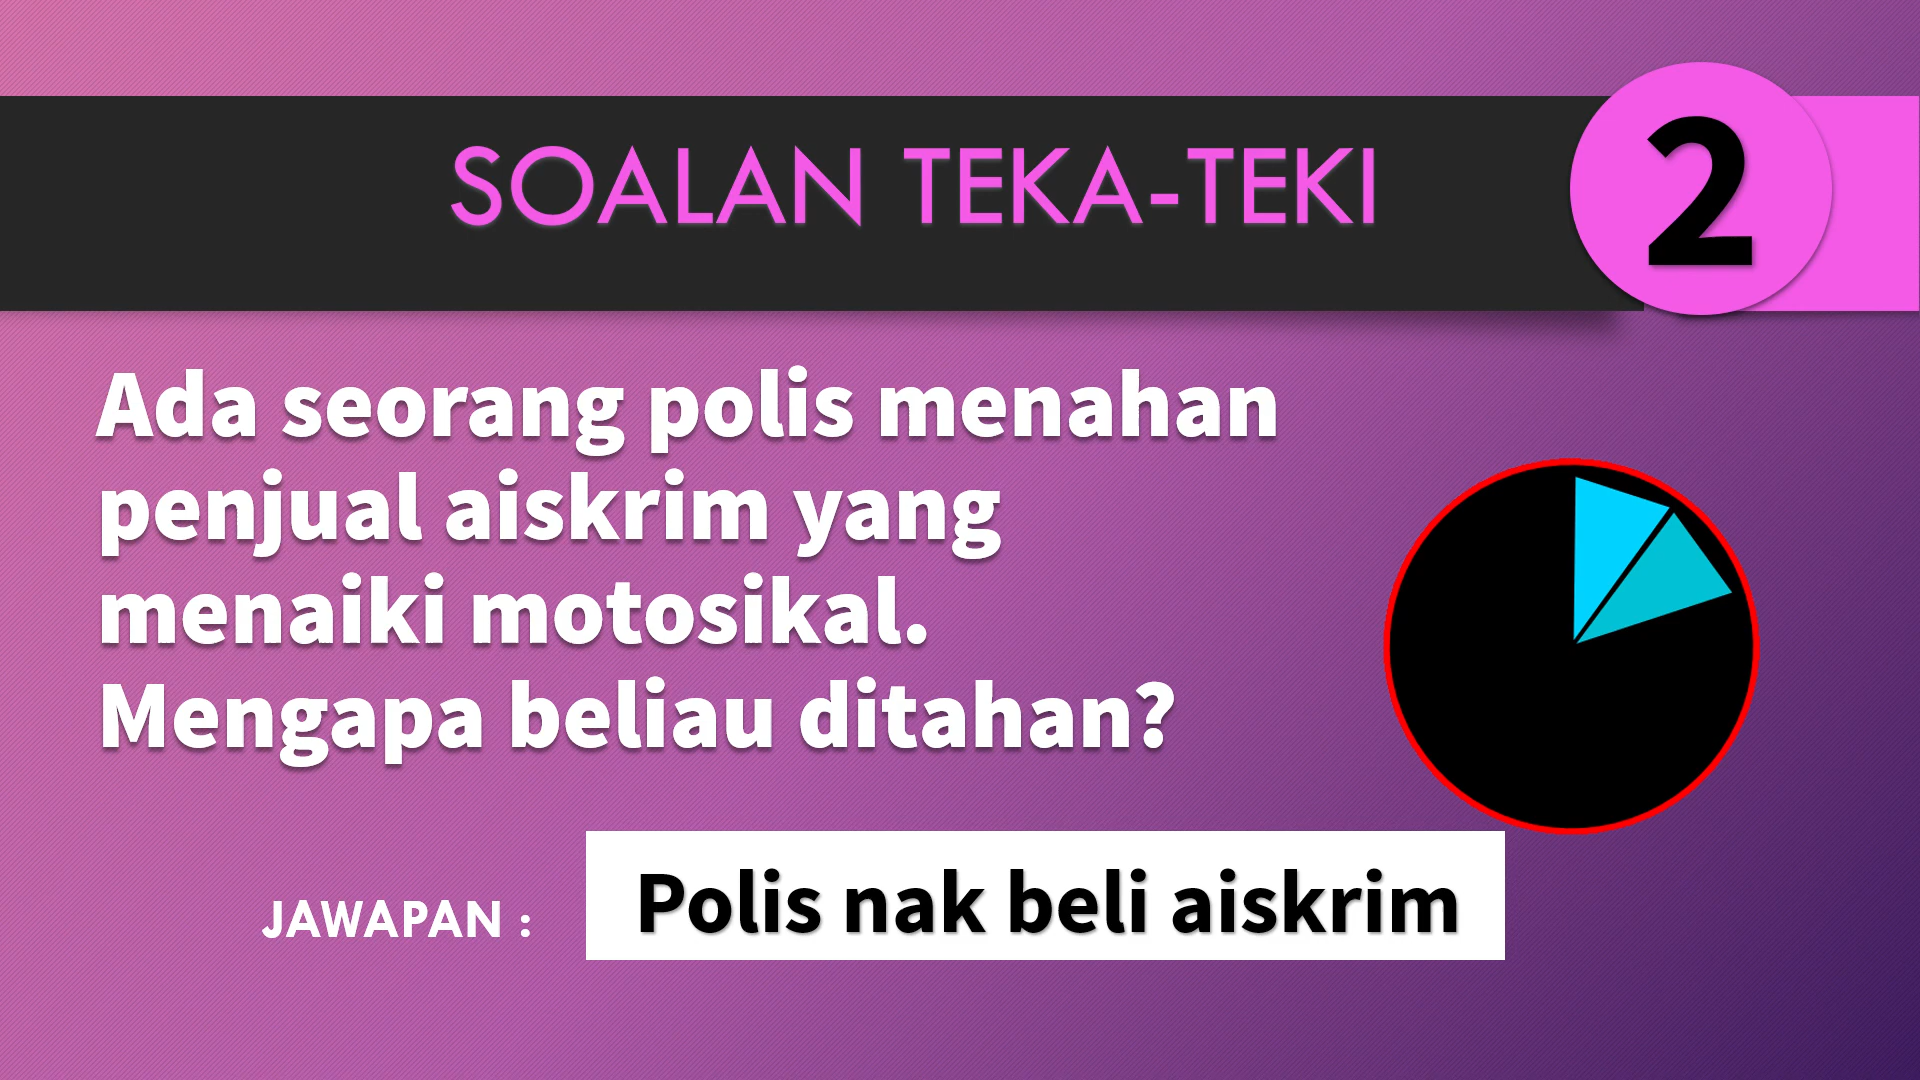 SOALAN TEKA-TEKI
2
Ada seorang polis menahan
penjual aiskrim yang
menaiki motosikal.
Mengapa beliau ditahan?
JAWAPAN : Polis nak beli aiskrim